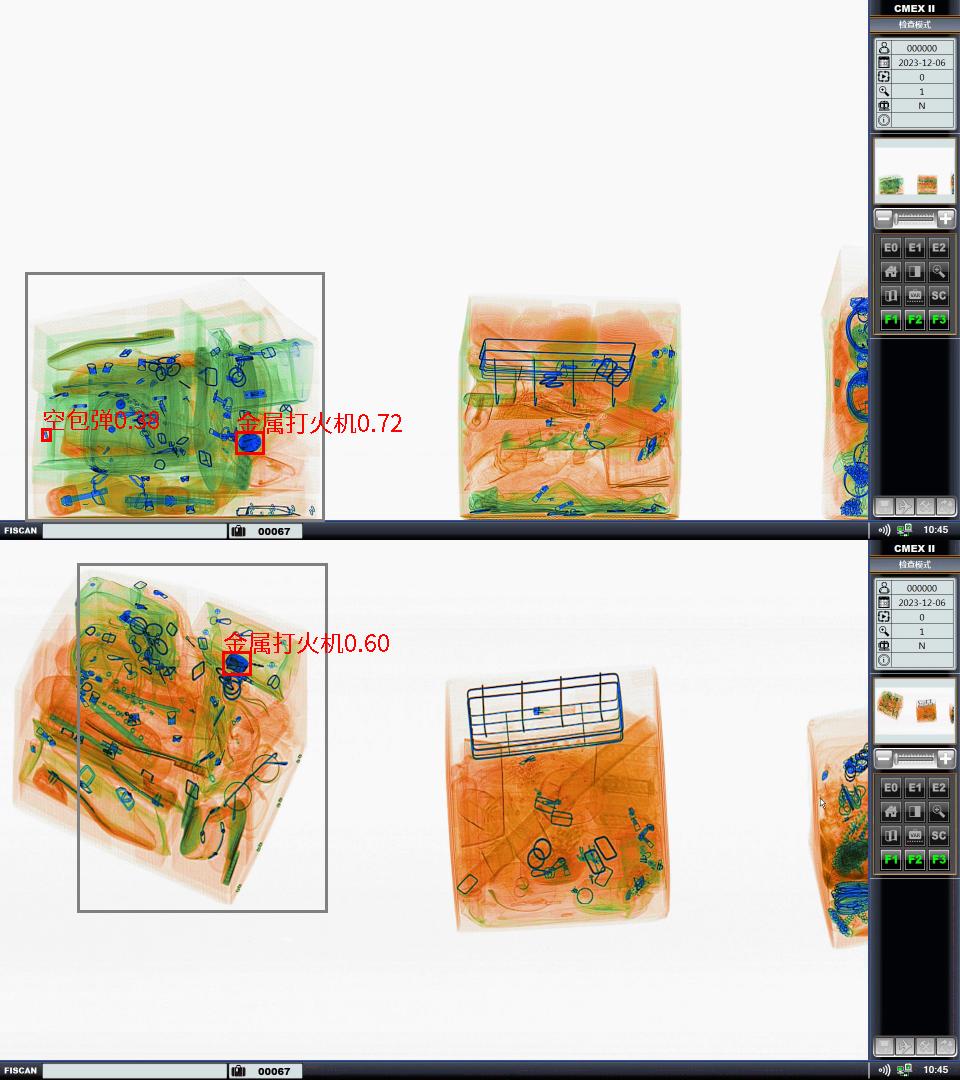 CMEX II
检查模式
000000
2023-12-06
0
1
N
E0 E1 E2
SC
F1 F2 F3
空包弹0.38
金属打火机0.72
FISCAN
00067
10:45
CMEX II
检查模式
000000
2023-12-06
0
1
N
金属打火机0.60
E0 E1 E2
SC
F1 F2 F3
FISCAN
00067
10:45